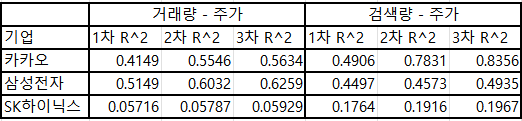 거래량 - 주가 검색량 - 주가
기업 1차 R^2 2차 R^2 3차 R^2 1차 R^2 2차 R^2 3차 R^2
카카오 0.4149 0.5546 0.5634 0.4906 0.7831 0.8356
삼성전자 0.5149 0.6032 0.6259 0.4497 0.4573 0.4935
SK하이닉스 0.05716 0.05787 0.05929 0.1764 0.1916 0.1967